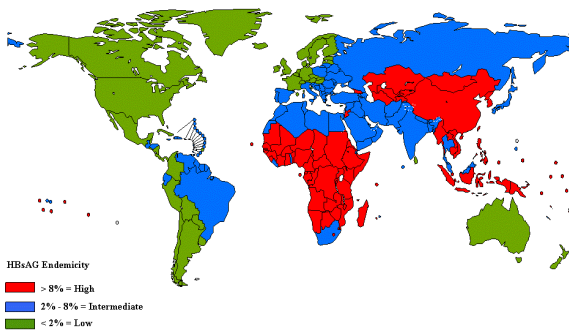 HBsAG Endemicity
> 8% = High
2% - 8% = Intermediate
< 2% = Low